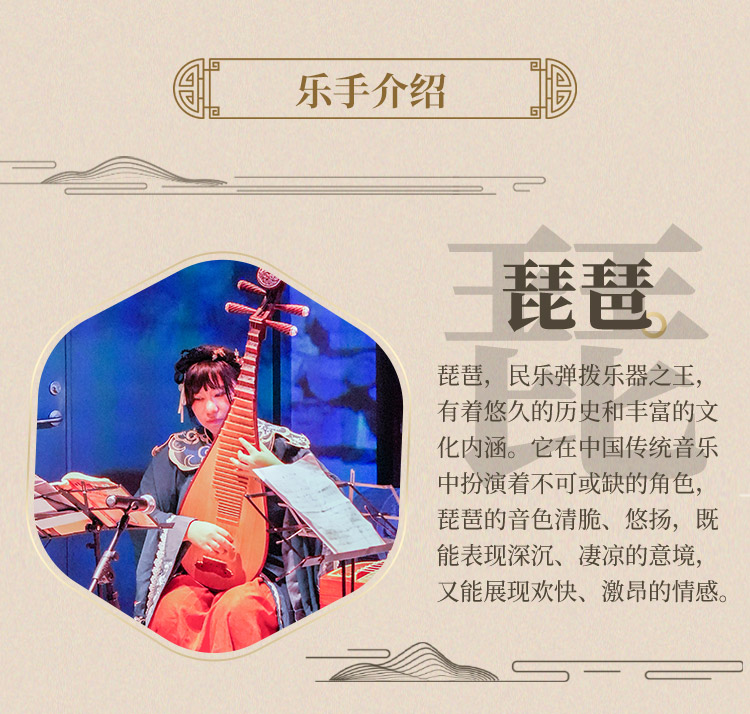 乐手介绍
琵琶
琵琶，民乐弹拨乐器之王，
有着悠久的历史和丰富的文
化内涵。它在中国传统音乐
中扮演着不可或缺的角色，
琵琶的音色清脆、悠扬，既
能表现深沉、凄凉的意境，
又能展现欢快、激昂的情感。